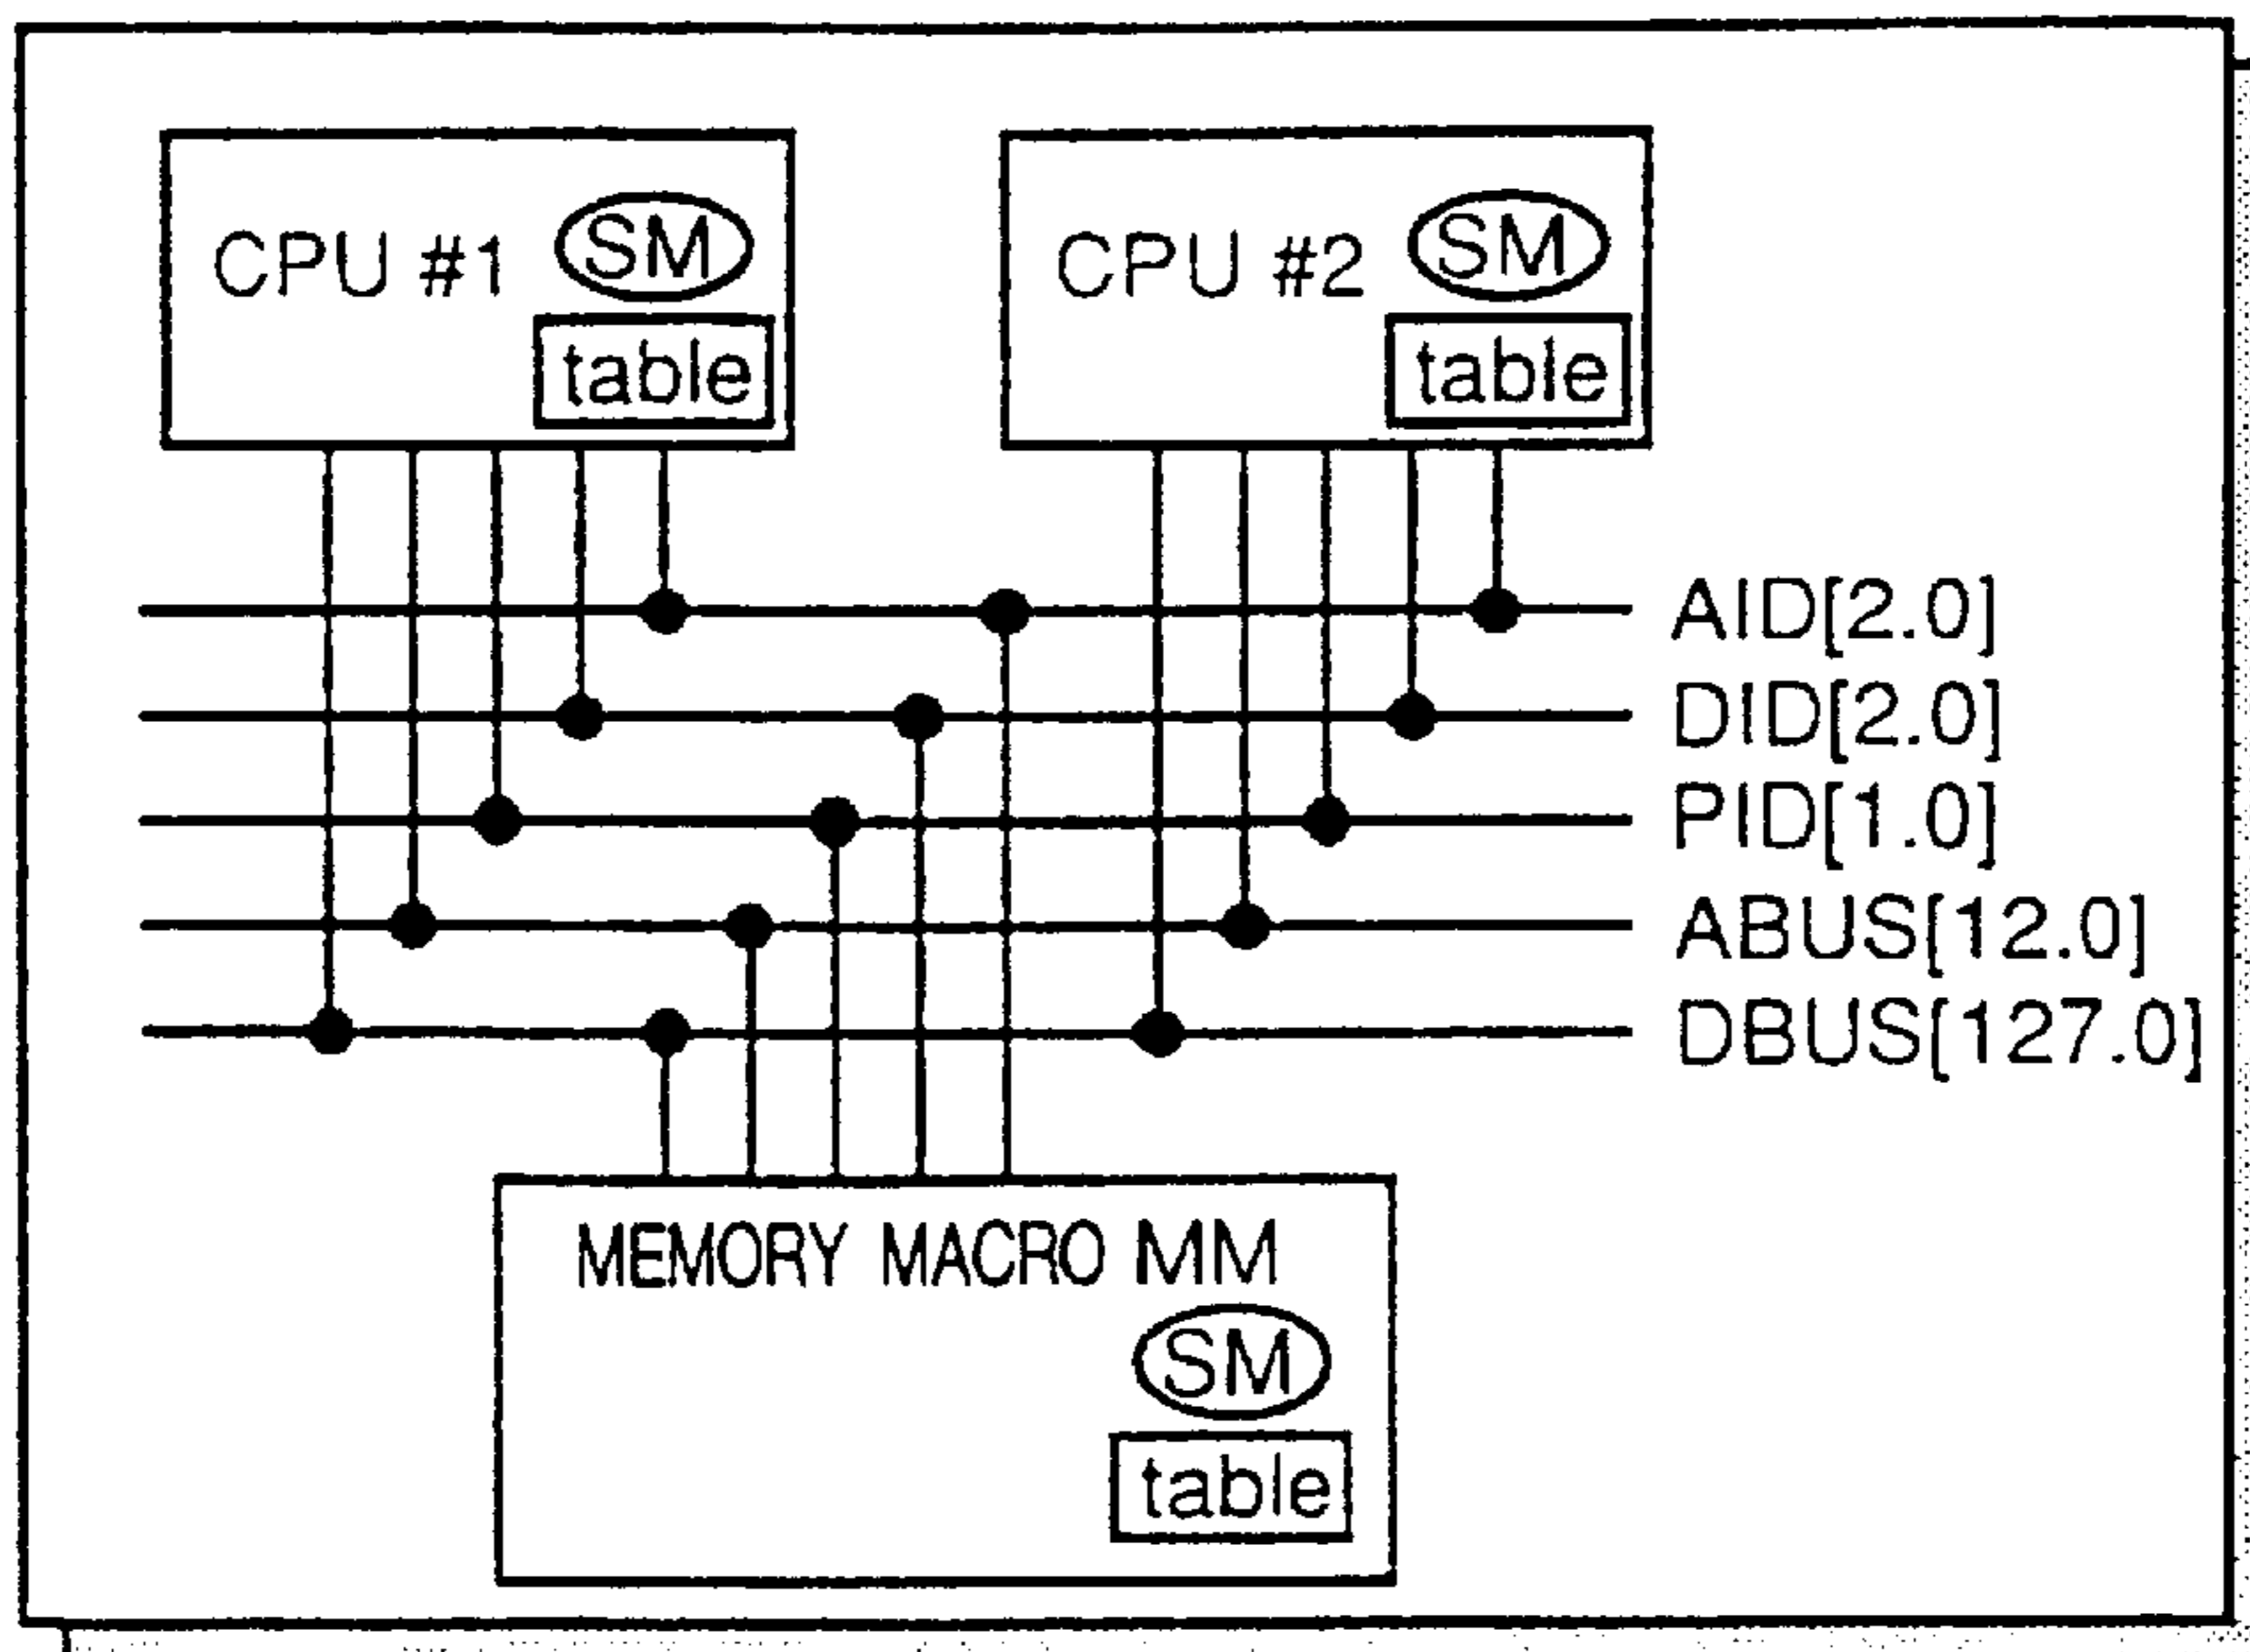 CPU #1 SM
table
CPU #2 SM
table
AID[2.0]
DID[2.0]
PID[1.0]
ABUS[12.0]
DBUS[127.0]
MEMORY MACRO MM
SM
table